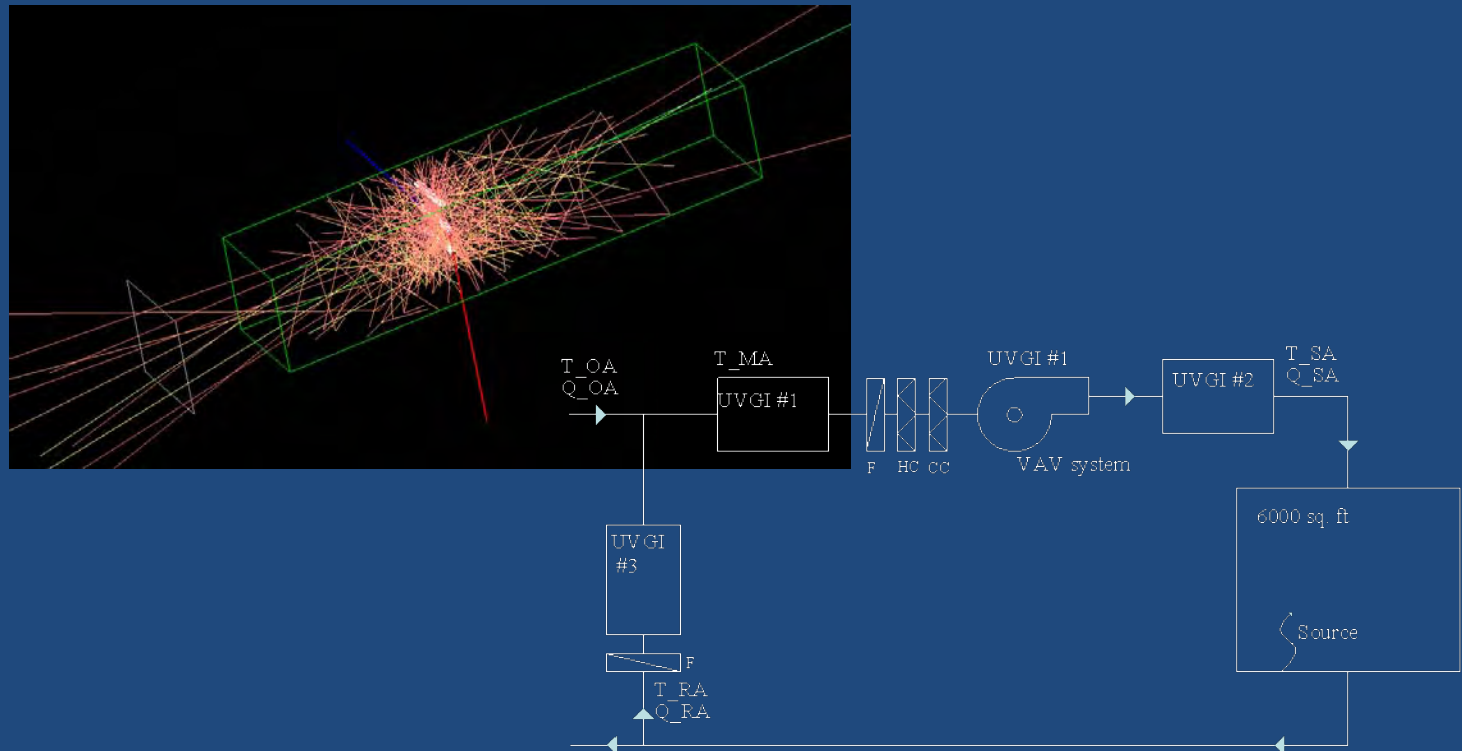 T_OA
Q_OA
T_MA
UVGI #1
F
HC
CC
UVGI #1
VAV system
UVGI #2
T_SA
Q_SA
6000 sq. ft
Source
UVGI
#3
F
T_RA
Q_RA